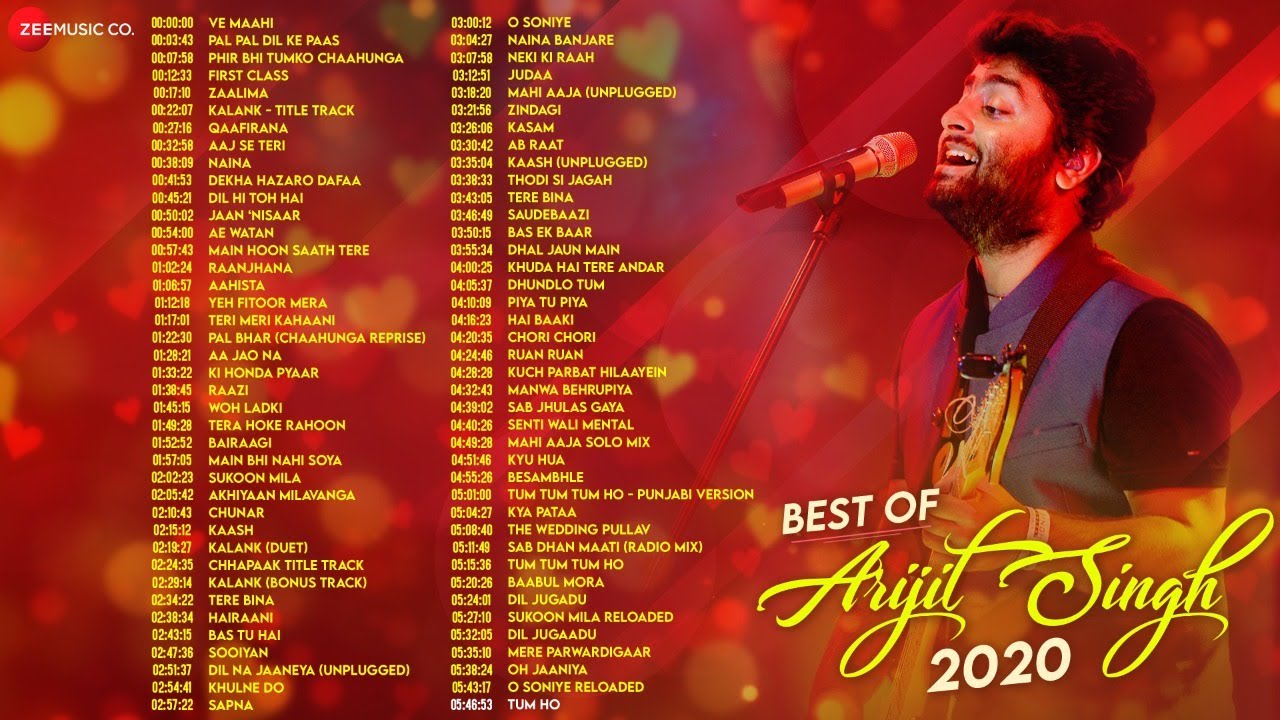 ZEEMUSIC CO.
00:00:00 VE MAAHI
00:03:43 PAL PAL DIL KE PAAS
00:07:58 PHIR BHI TUMKO CHAAHUNGA
00:12:33 FIRST CLASS
00:17:10 ZAALIMA
00:22:07 KALANK - TITLE TRACK
00:27:16 QAAFIRANA
00:32:58 AAJ SE TERI
00:38:09 NAINA
00:41:53 DEKHA HAZARO DAFAA
00:45:21 DIL HI TOH HAI
00:50:02 JAAN ‘NISAAR
00:54:00 AE WATAN
00:57:43 MAIN HOON SAATH TERE
01:02:24 RAANJHANA
01:06:57 AAHISTA
01:12:18 YEH FITOOR MERA
01:17:01 TERI MERI KAHAANI
01:22:30 PAL BHAR (CHAAHUNGA REPRISE)
01:28:21 AA JAO NA
01:33:22 KI HONDA PYAAR
01:38:45 RAAZI
01:45:15 WOH LADKI
01:49:28 TERA HOKE RAHOON
01:52:52 BAIRAAGI
01:57:05 MAIN BHI NAHI SOYA
02:02:23 SUKOON MILA
02:05:42 AKHIYAAN MILAVANGA
02:10:43 CHUNAR
02:15:12 KAASH
02:19:27 KALANK (DUET)
02:24:35 CHHAPAAK TITLE TRACK
02:29:14 KALANK (BONUS TRACK)
02:34:22 TERE BINA
02:38:34 HAIRAANI
02:43:15 BAS TU HAI
02:47:36 SOOIYAN
02:51:37 DIL NA JAANEYA (UNPLUGGED)
02:54:41 KHULNE DO
02:57:22 SAPNA
03:00:12 O SONIYE
03:04:27 NAINA BANJARE
03:07:58 NEKI KI RAAH
03:12:51 JUDAA
03:18:20 MAHI AAJA (UNPLUGGED)
03:21:56 ZINDAGI
03:26:06 KASAM
03:30:42 AB RAAT
03:35:04 KAASH (UNPLUGGED)
03:38:33 THODI SI JAGAH
03:43:05 TERE BINA
03:46:49 SAUDEBAAZI
03:50:15 BAS EK BAAR
03:55:34 DHAL JAUN MAIN
04:00:25 KHUDA HAI TERE ANDAR
04:05:37 DHUNDLO TUM
04:10:09 PIYA TU PIYA
04:16:23 HAI BAAKI
04:20:35 CHORI CHORI
04:24:46 RUAN RUAN
04:28:28 KUCH PARBAT HILAAYEIN
04:32:43 MANWA BEHRUPIYA
04:39:02 SAB JHULAS GAYA
04:40:26 SENTI WALI MENTAL
04:49:28 MAHI AAJA SOLO MIX
04:51:46 KYU HUA
04:55:26 BESAMBHLE
05:01:00 TUM TUM TUM HO - PUNJABI VERSION
05:04:27 KYA PATAA
05:08:40 THE WEDDING PULLAV
05:11:49 SAB DHAN MAATI (RADIO MIX)
05:15:36 TUM TUM TUM HO
05:20:26 BAABUL MORA
05:24:01 DIL JUGADU
05:27:10 SUKOON MILA RELOADED
05:32:05 DIL JUGAADU
05:35:10 MERE PARWARDIGAAR
05:38:24 OH JAANIYA
05:43:17 O SONIYE RELOADED
05:46:53 TUM HO
BEST OF
Arijit Singh
2020